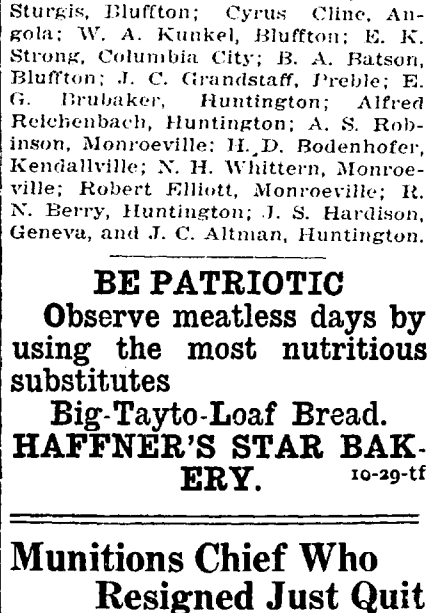 Sturgis, Bluffton; Cyrus Cline, An-
gola; W. A. Kunkel, Bluffton; E. K.
Strong, Columbia City; B. A. Batson,
Bluffton; J. C. Grandstaff, Preble; E.
G. Brubaker, Huntington; Alfred
Reichenbach, Huntington; A. S. Rob-
inson, Monroeville; H. D. Bodenhofer,
Kendallville; N. H. Whittern, Monroe-
ville; Robert Elliott, Monroeville; R.
N. Berry, Huntington; J. S. Hardison,
Geneva, and J. C. Altman, Huntington.
BE PATRIOTIC
Observe meatless days by
using the most nutritious
substitutes
Big-Tayto-Loaf Bread.
HAFFNER'S STAR BAK-
ERY. 10-29-tf
Munitions Chief Who
Resigned Just Quit